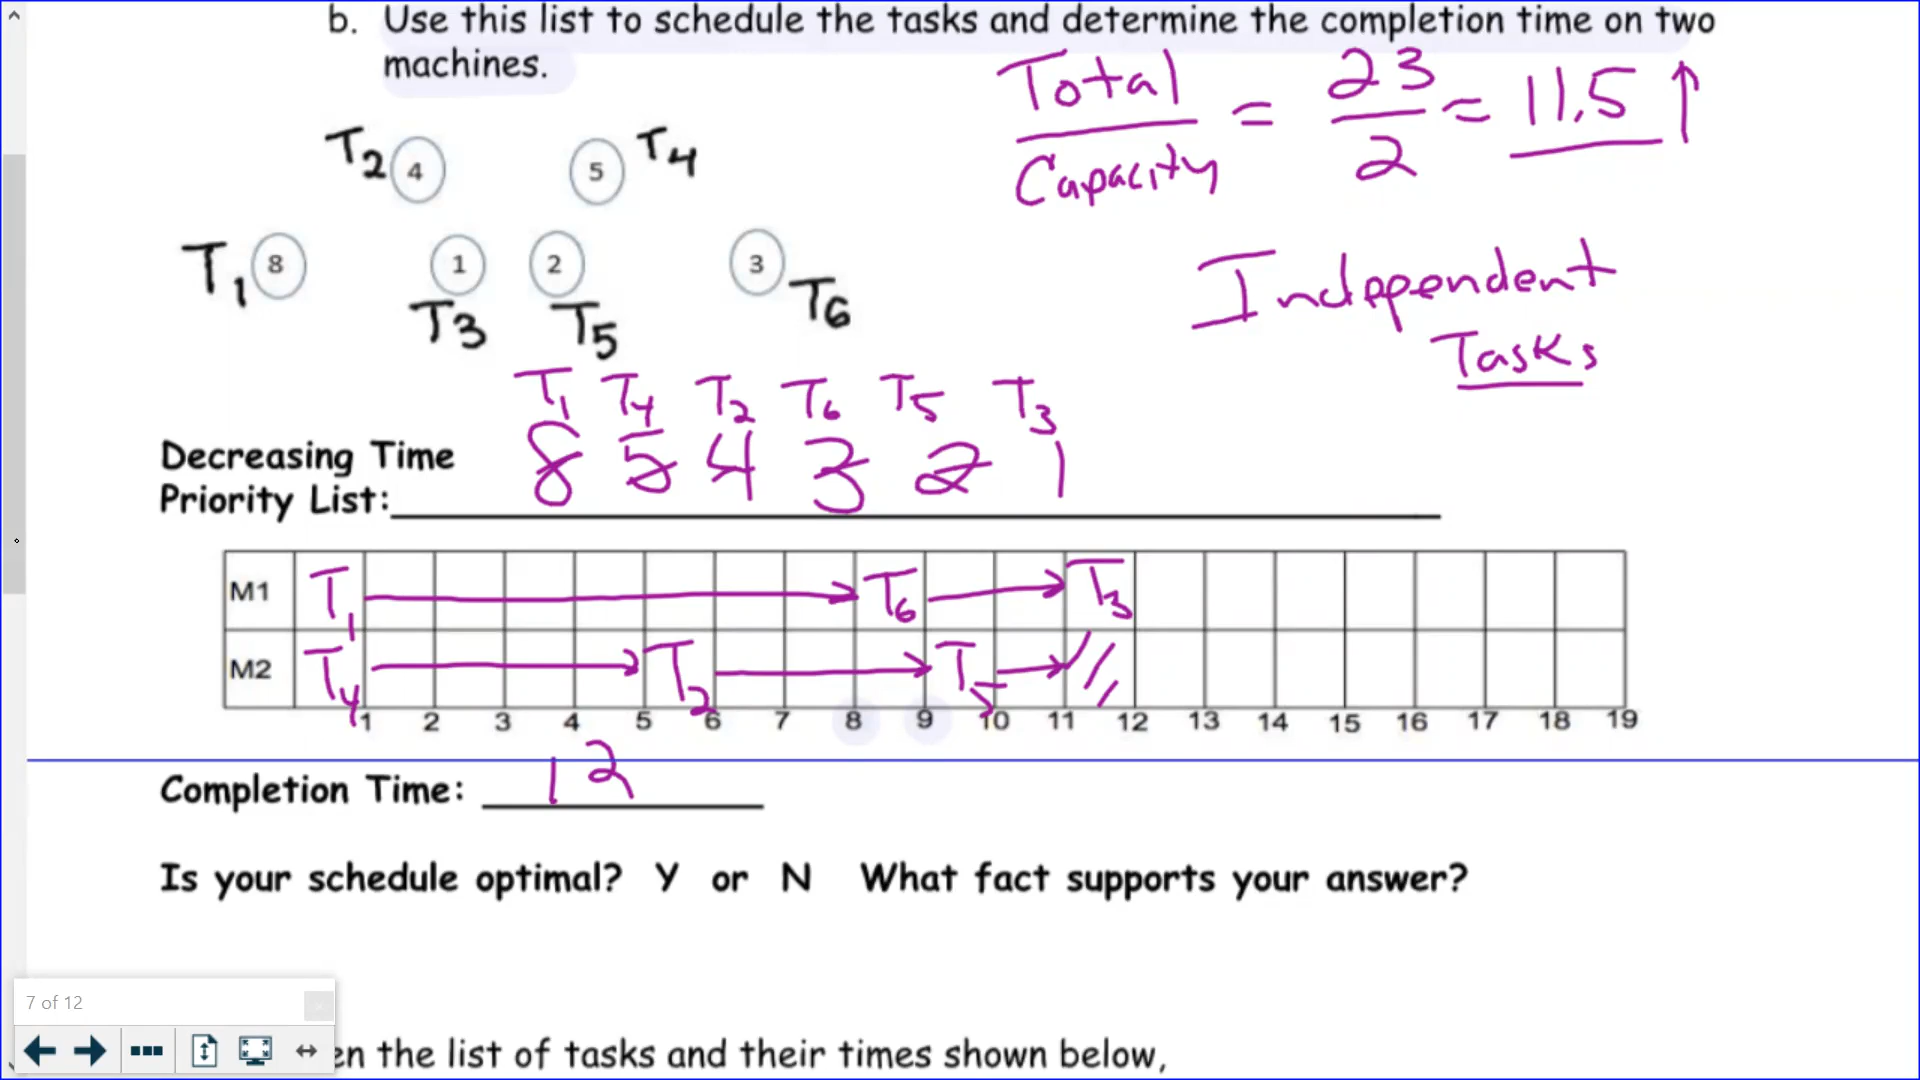 b. Use this list to schedule the tasks and determine the completion time on two
machines.
Total
Capacity
= 23/2 = 11.5 ↑
T2 4 5 T4
T1 8 1 2 3 T6
T3 T5
Independent
Tasks
T1 T4 T2 T6 T5 T3
Decreasing Time
8 5 4 3 2 1
Priority List:
M1 T1 T6 T3
M2 T4 T2 T5
1 2 3 4 5 6 7 8 9 10 11 12 13 14 15 16 17 18 19
Completion Time: 12
Is your schedule optimal? Y or N What fact supports your answer?
7 of 12
en the list of tasks and their times shown below,